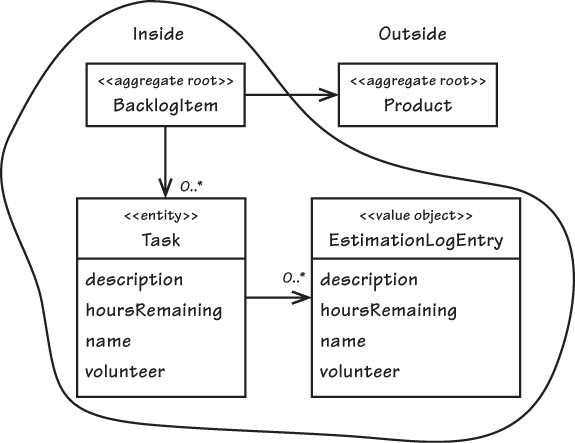 Inside
Outside
<<aggregate root>>
BacklogItem
<<aggregate root>>
Product
0..*
<<entity>>
Task
description
hoursRemaining
name
volunteer
0..*
<<value object>>
EstimationLogEntry
description
hoursRemaining
name
volunteer